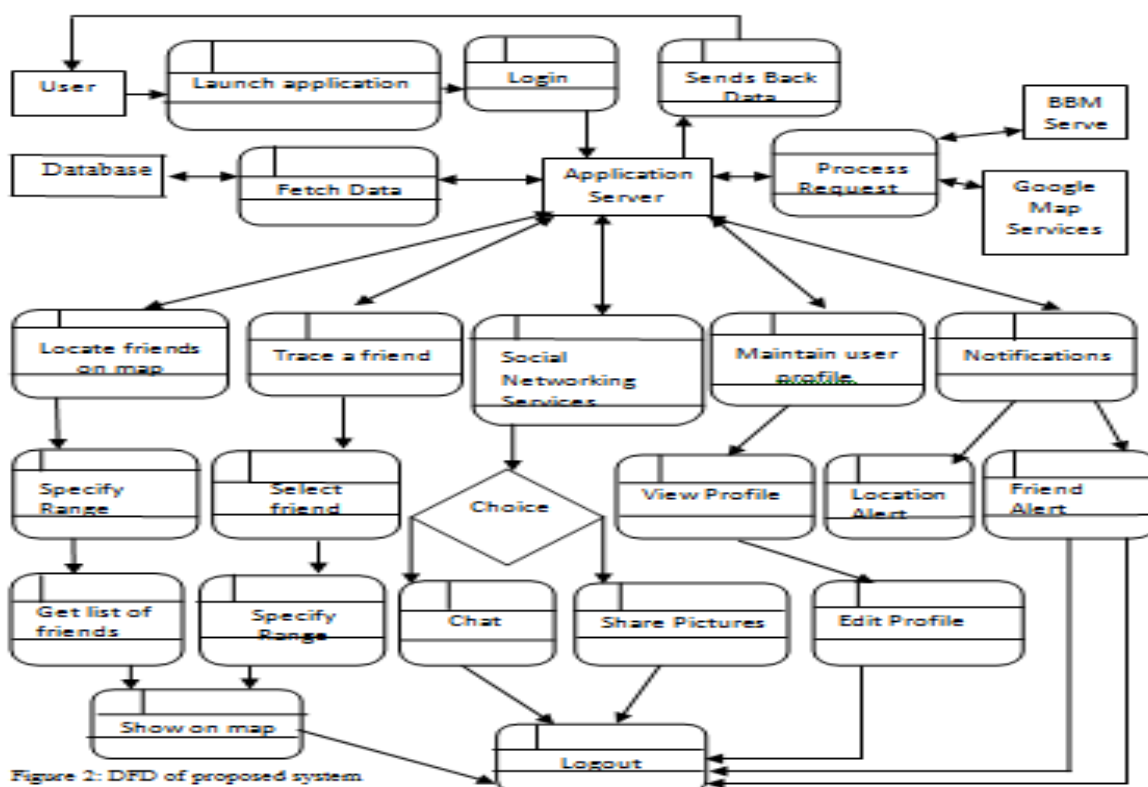 User
Launch application
Login
Sends Back
Data
BBM
Serve
Database
Fetch Data
Application
Server
Process
Request
Google
Map
Services
Locate friends
on map
Trace a friend
Social
Networking
Services
Maintain user
profile.
Notifications
Specify
Range
Select
friend
Choice
View Profile
Location
Alert
Friend
Alert
Get list of
friends
Specify
Range
Chat
Share Pictures
Edit Profile
Show on map
Logout
Figure 2: DFD of proposed system